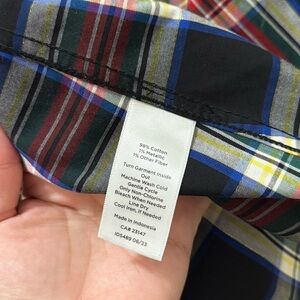 98% Cotton
1% Metallic
1% Other Fiber
Turn Garment Inside
Out
Machine Wash Cold
Gentle Cycle
Only Non-Chlorine
Bleach When Needed
Line Dry
Cool Iron, If Needed
Made in Indonesia
CA# 23147
IDS489 08/23